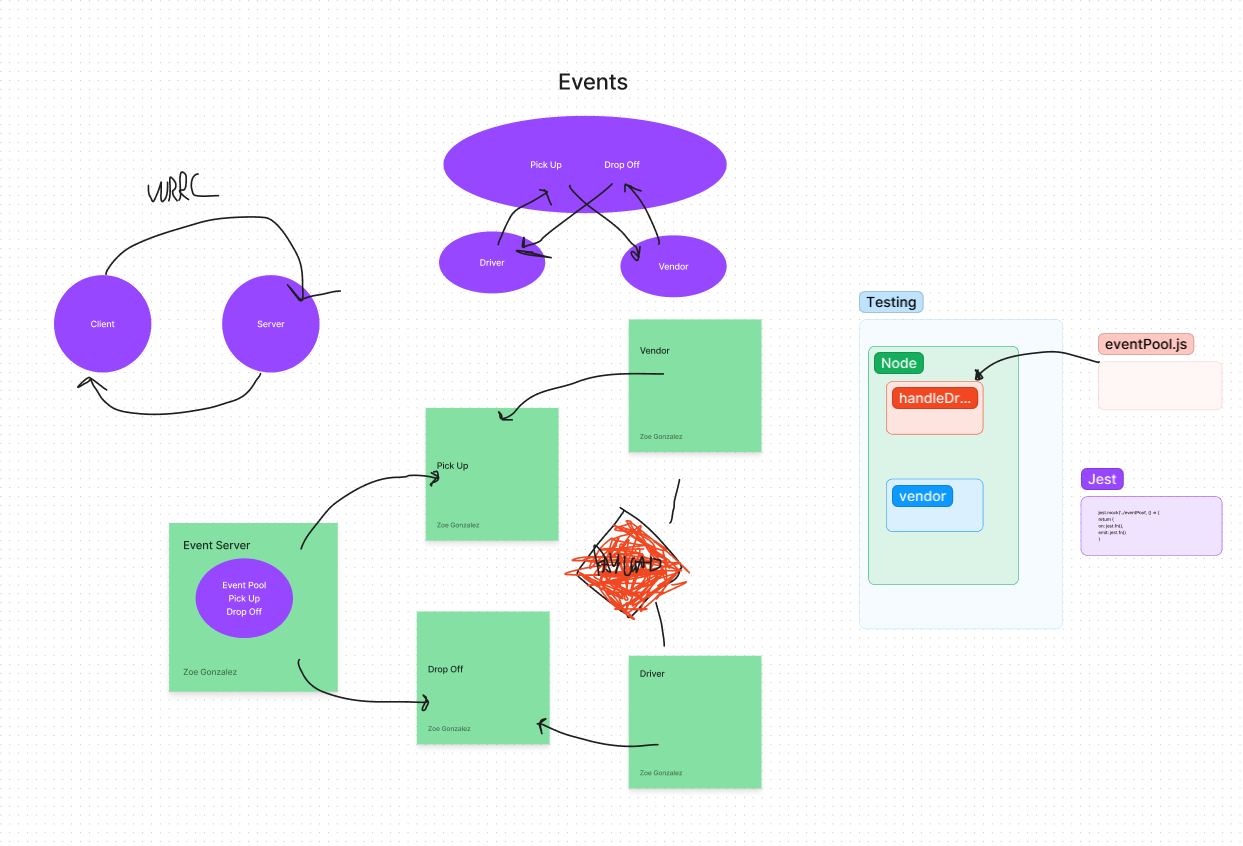 Events
Pick Up
Drop Off
WRRC
Driver
Vendor
Client
Server
Testing
Node
handleDr...
vendor
eventPool.js
Jest
jest.mock('./eventPool', () => {
return {
on: jest.fn(),
emit: jest.fn()
}
Vendor
Zoe Gonzalez
Pick Up
Zoe Gonzalez
Event Server
Event Pool
Pick Up
Drop Off
Zoe Gonzalez
PAYLOAD
Drop Off
Zoe Gonzalez
Driver
Zoe Gonzalez